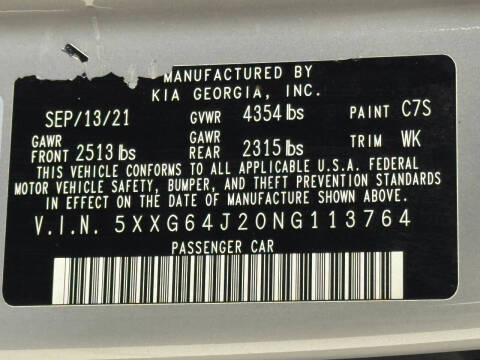 MANUFACTURED BY
KIA GEORGIA, INC.
SEP/13/21 GVWR 4354 lbs PAINT C7S
GAWR FRONT 2513 lbs GAWR REAR 2315 lbs TRIM WK
THIS VEHICLE CONFORMS TO ALL APPLICABLE U.S.A. FEDERAL
MOTOR VEHICLE SAFETY, BUMPER, AND THEFT PREVENTION STANDARDS
IN EFFECT ON THE DATE OF MANUFACTURE SHOWN ABOVE.
V.I.N. 5XXG64J20NG113764
PASSENGER CAR